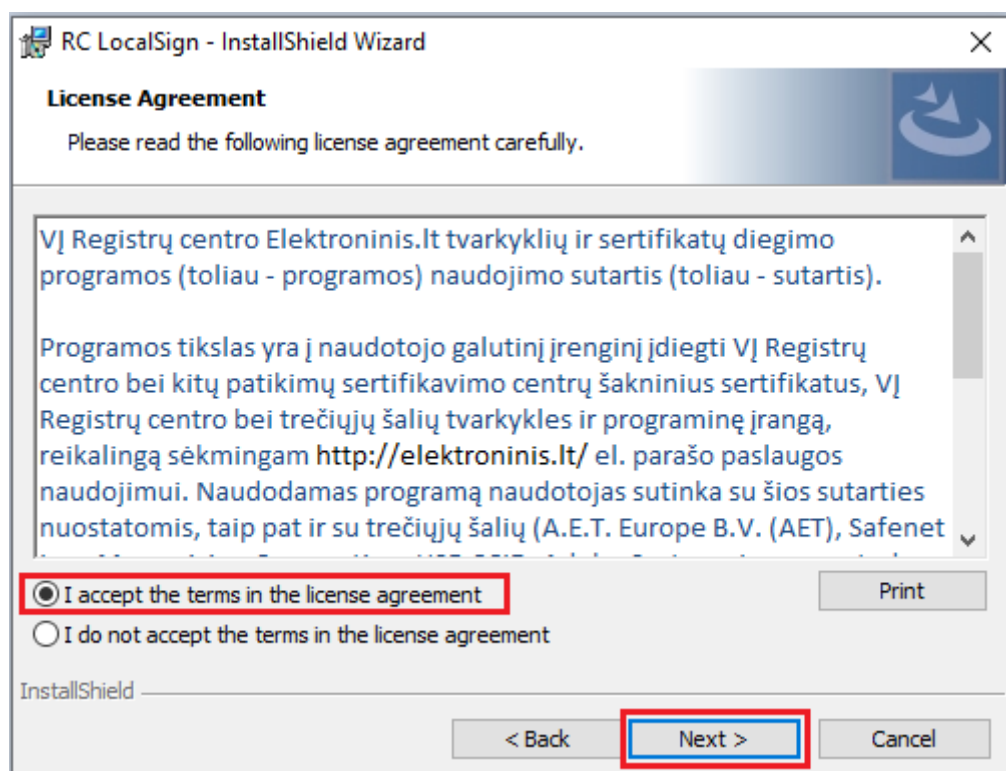 RC LocalSign - InstallShield Wizard
License Agreement
Please read the following license agreement carefully.
VĮ Registrų centro Elektroninis.lt tvarkyklių ir sertifikatų diegimo
programos (toliau - programos) naudojimo sutartis (toliau - sutartis).
Programos tikslas yra į naudotojo galutinį įrenginį įdiegti VĮ Registrų
centro bei kitų patikimų sertifikavimo centrų šakninius sertifikatus, VĮ
Registrų centro bei trečiųjų šalių tvarkykles ir programinę įrangą,
reikalingą sėkmingam http://elektroninis.lt/ el. parašo paslaugos
naudojimui. Naudodamas programą naudotojas sutinka su šios sutarties
nuostatomis, taip pat ir su trečiųjų šalių (A.E.T. Europe B.V. (AET), Safenet
I accept the terms in the license agreement
Print
I do not accept the terms in the license agreement
InstallShield
< Back
Next >
Cancel